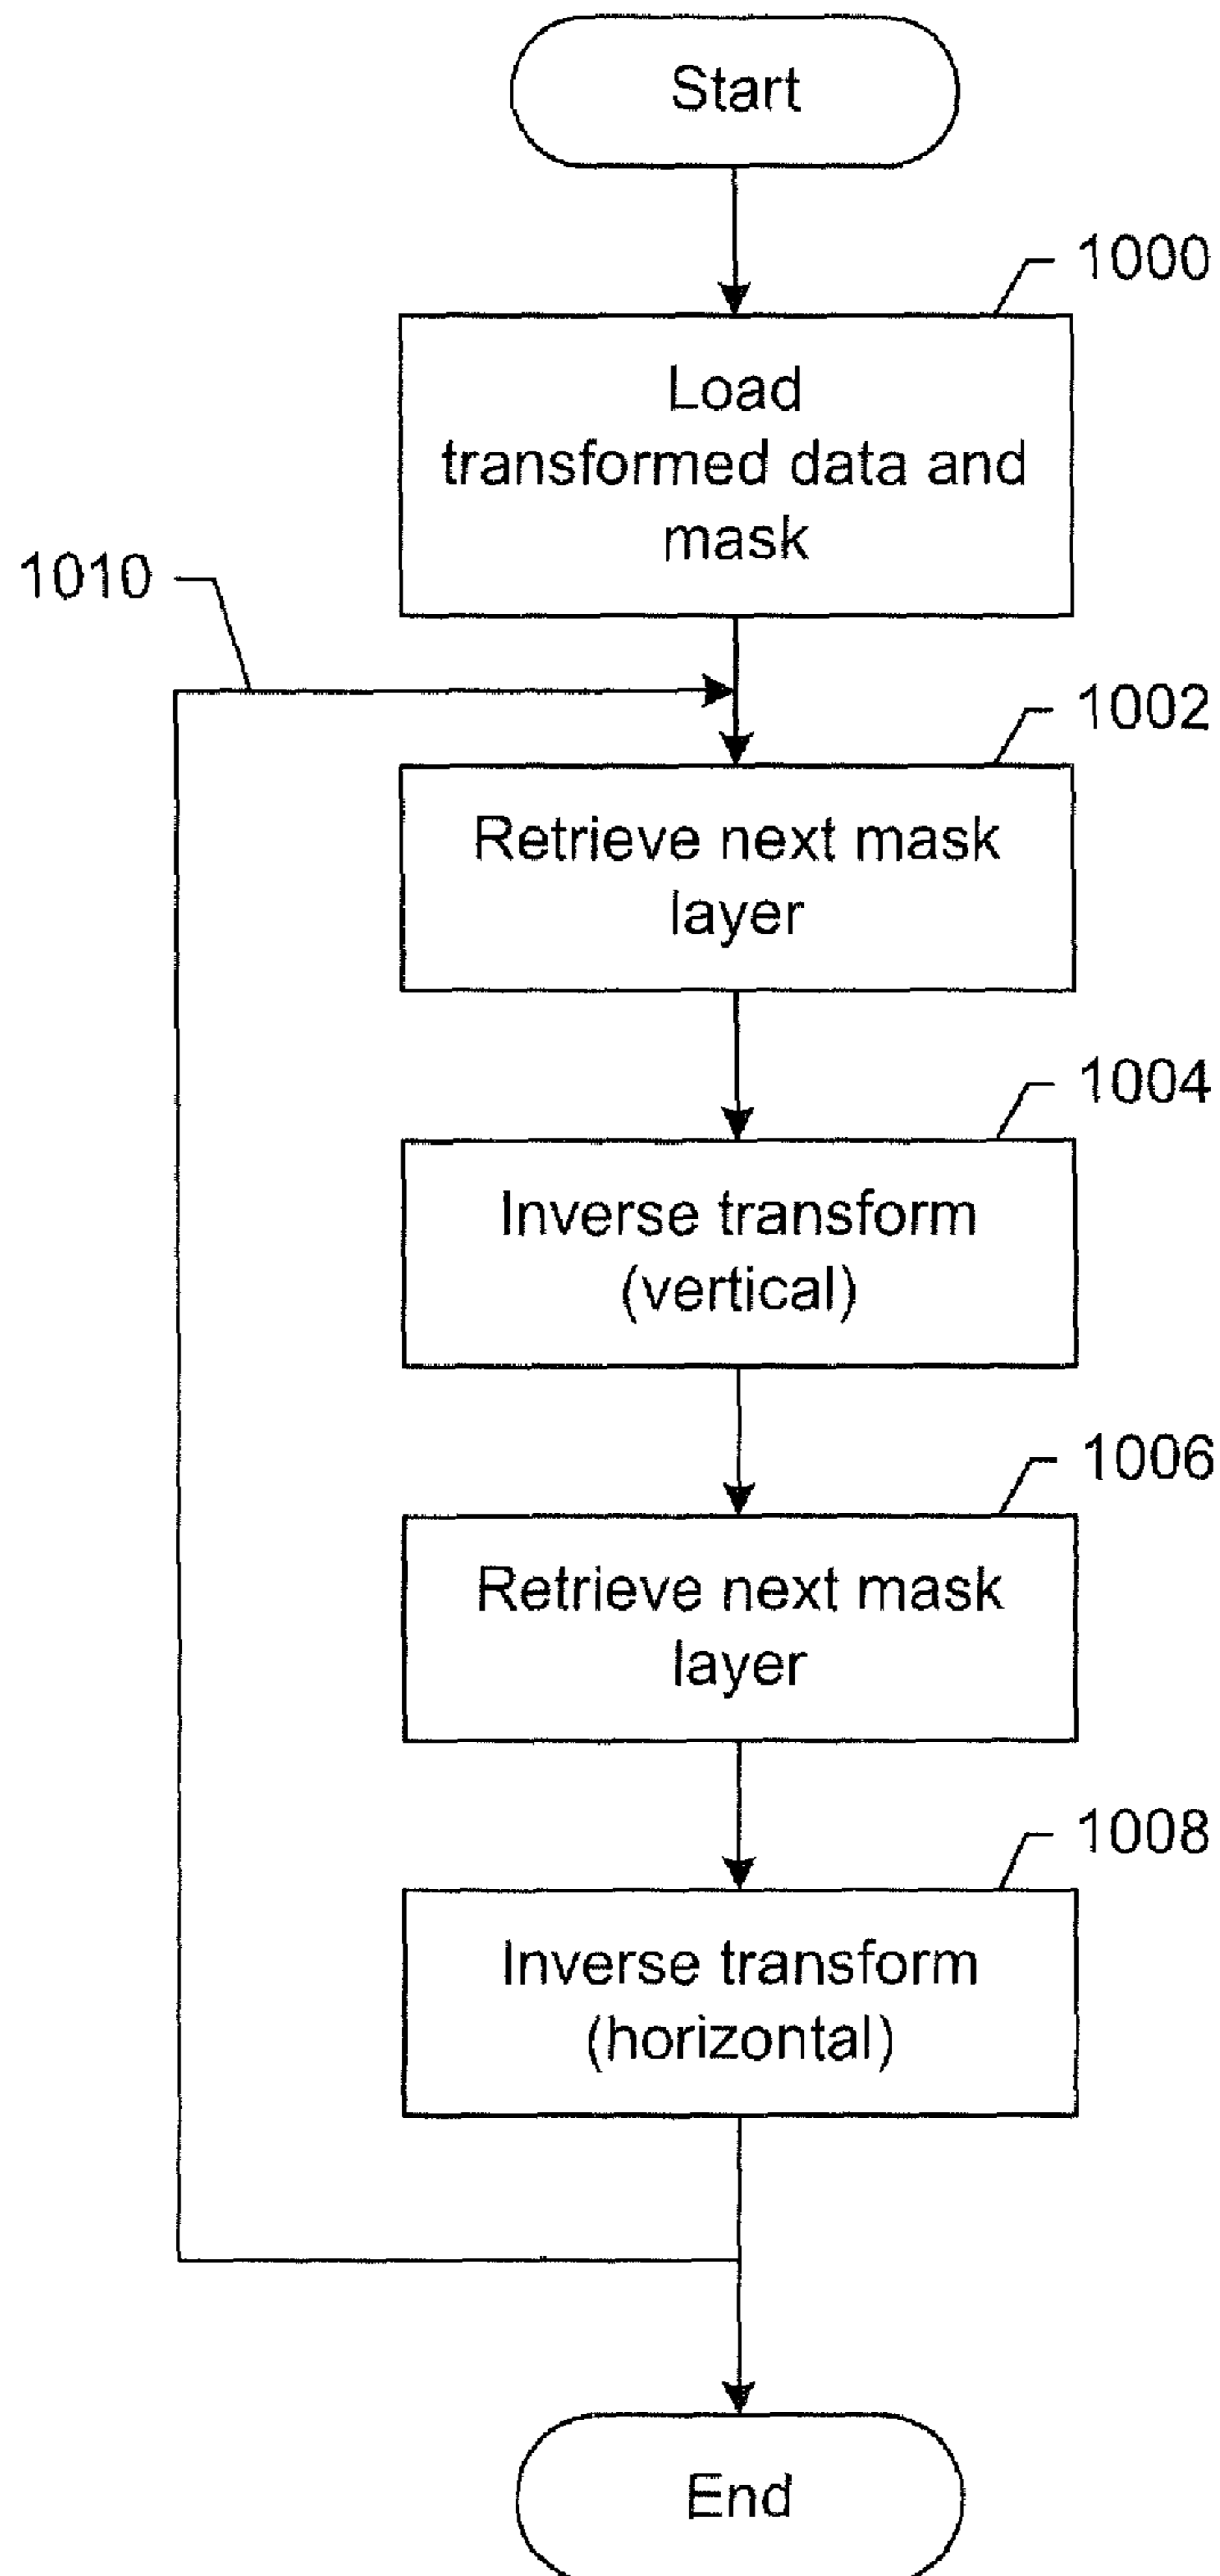 Start
1000
Load
transformed data and
mask
1010
1002
Retrieve next mask
layer
1004
Inverse transform
(vertical)
1006
Retrieve next mask
layer
1008
Inverse transform
(horizontal)
End